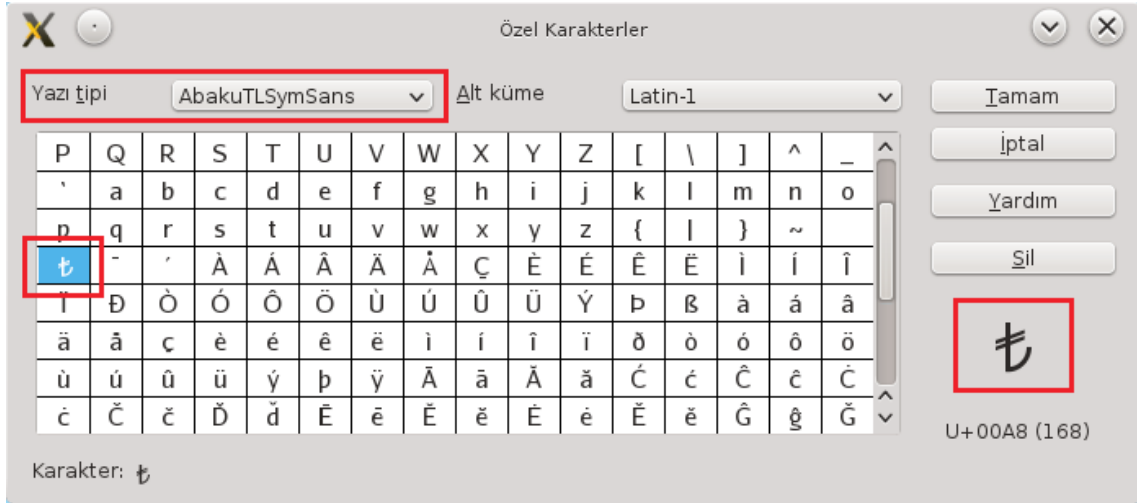 Özel Karakterler
Yazı tipi AbakuTLSymSans Alt küme Latin-1 Tamam
İptal
Yardım
Sil
P Q R S T U V W X Y Z [ \ ] ^ _
` a b c d e f g h i j k l m n o
p q r s t u v w x y z { | } ~
₺ ¯ ´ À Á Â Ä Å Ç È É Ê Ë Ì Í Î
Ï Ð Ò Ó Ô Ö Ù Ú Û Ü Ý Þ ß à á â
ä å ç è é ê ë ì í î ï ð ò ó ô ö
ù ú û ü ý þ ÿ Ā ā Ă ă Ć ć Ĉ ĉ Ċ
ċ Č č Ď ď Ē ē Ĕ ĕ Ė ė Ě ě Ĝ ĝ Ğ
₺
U+00A8 (168)
Karakter: ₺